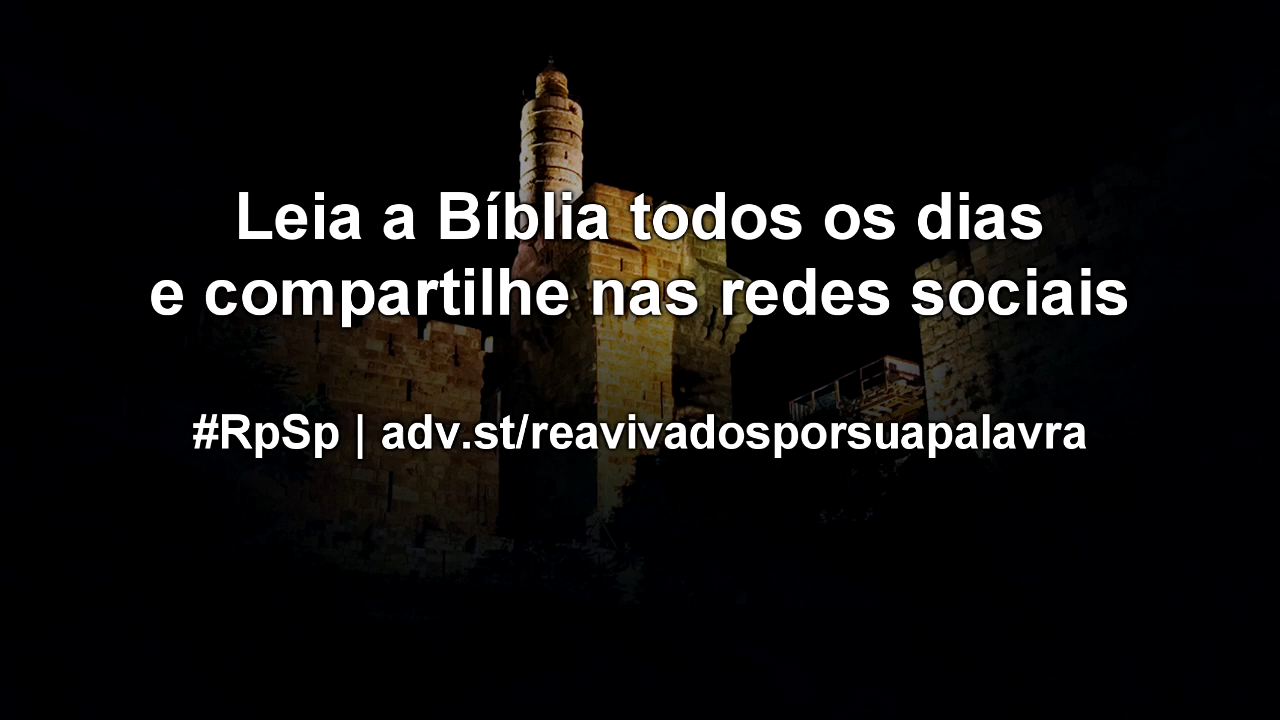 Leia a Bíblia todos os dias
e compartilhe nas redes sociais
#RpSp | adv.st/reavivadosporsuapalavra